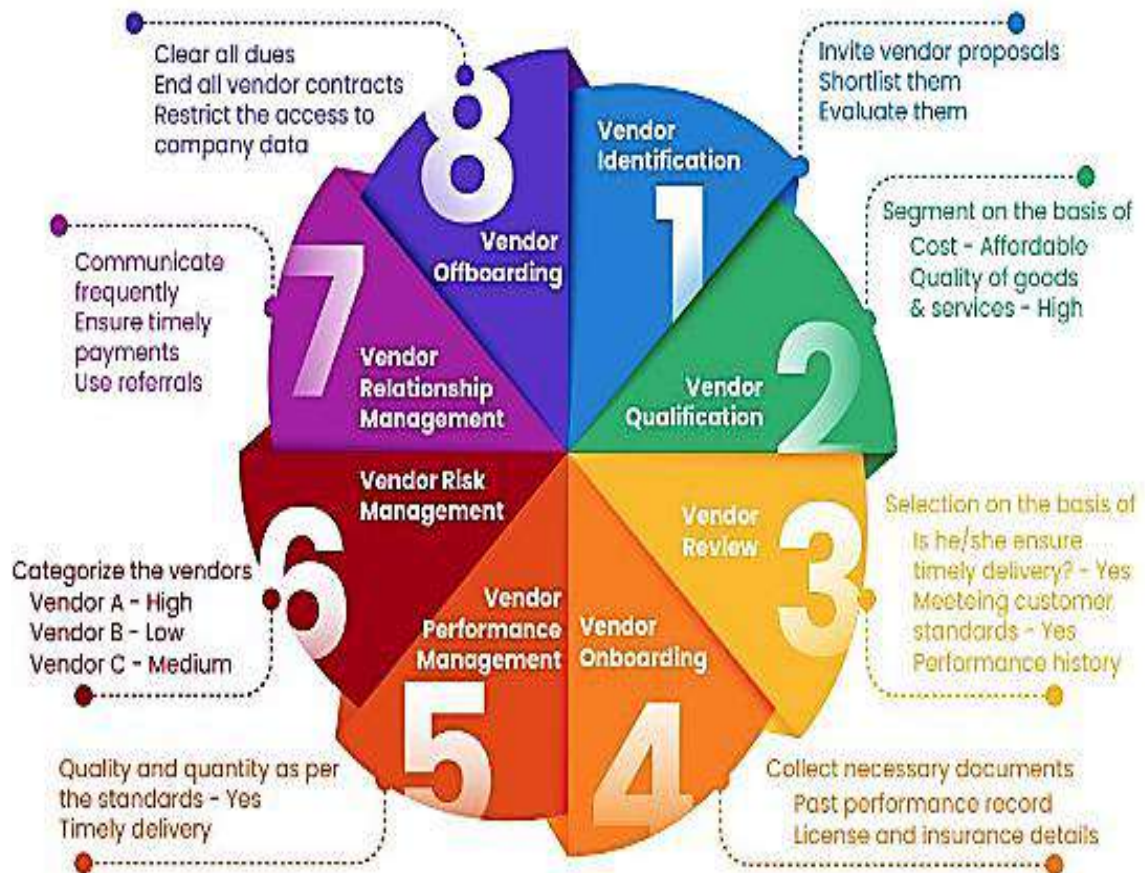 Clear all dues
End all vendor contracts
Restrict the access to
company data
8
Vendor
Offboarding
Invite vendor proposals
Shortlist them
Evaluate them
Vendor
Identification
1
Segment on the basis of
Cost - Affordable
Quality of goods
& services - High
Vendor
Qualification
2
Selection on the basis of
Is he/she ensure
timely delivery? - Yes
Meeteing customer
standards - Yes
Performance history
Vendor
Review
3
Collect necessary documents
Past performance record
License and insurance details
Vendor
Onboarding
4
Vendor
Performance
Management
5
Quality and quantity as per
the standards - Yes
Timely delivery
Vendor Risk
Management
6
Categorize the vendors
Vendor A - High
Vendor B - Low
Vendor C - Medium
7
Vendor
Relationship
Management
Communicate
frequently
Ensure timely
payments
Use referrals